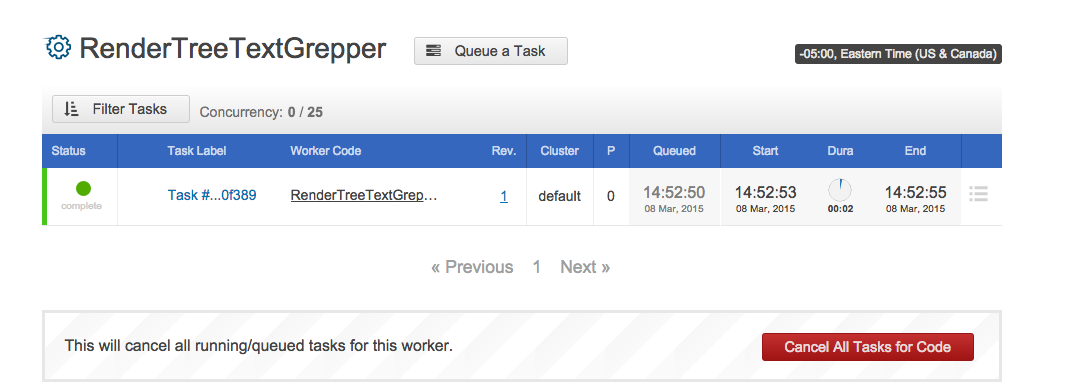 RenderTreeTextGrepper
Queue a Task
-05:00, Eastern Time (US & Canada)
Filter Tasks
Concurrency: 0 / 25
Status Task Label Worker Code Rev. Cluster P Queued Start Dura End
complete Task #...0f389 RenderTreeTextGrep... 1 default 0 14:52:50 14:52:53 00:02 14:52:55
08 Mar, 2015 08 Mar, 2015 08 Mar, 2015
« Previous 1 Next »
This will cancel all running/queued tasks for this worker.
Cancel All Tasks for Code